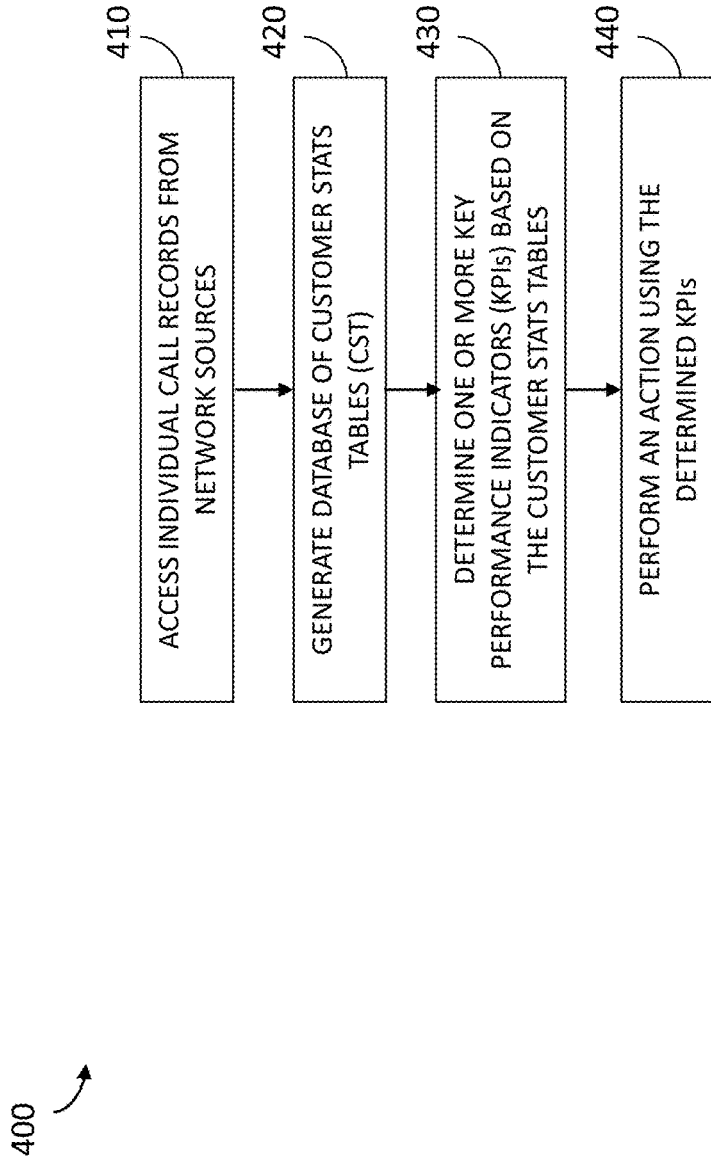 400
410
ACCESS INDIVIDUAL CALL RECORDS FROM
NETWORK SOURCES
420
GENERATE DATABASE OF CUSTOMER STATS
TABLES (CST)
430
DETERMINE ONE OR MORE KEY
PERFORMANCE INDICATORS (KPIs) BASED ON
THE CUSTOMER STATS TABLES
440
PERFORM AN ACTION USING THE
DETERMINED KPIs